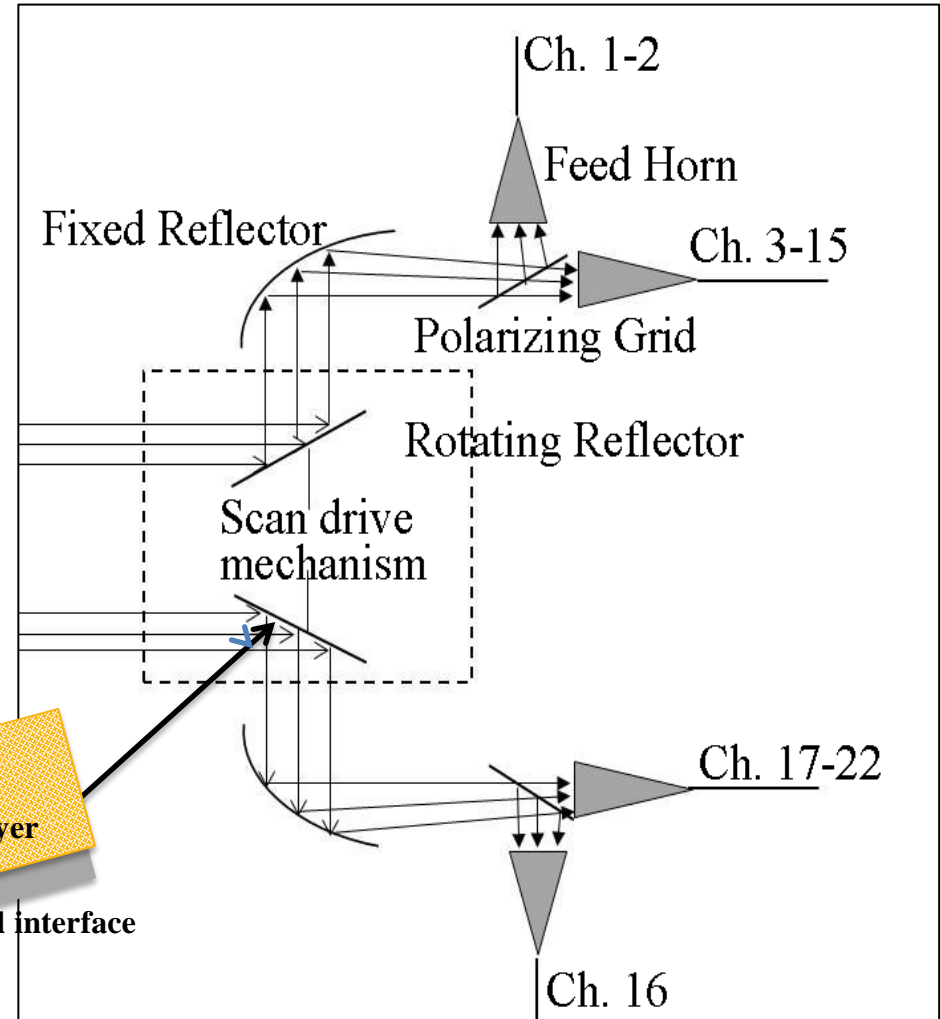 Ch. 1-2
Feed Horn
Fixed Reflector
Ch. 3-15
Polarizing Grid
Rotating Reflector
Scan drive
mechanism
Ch. 17-22
interface
Ch. 16